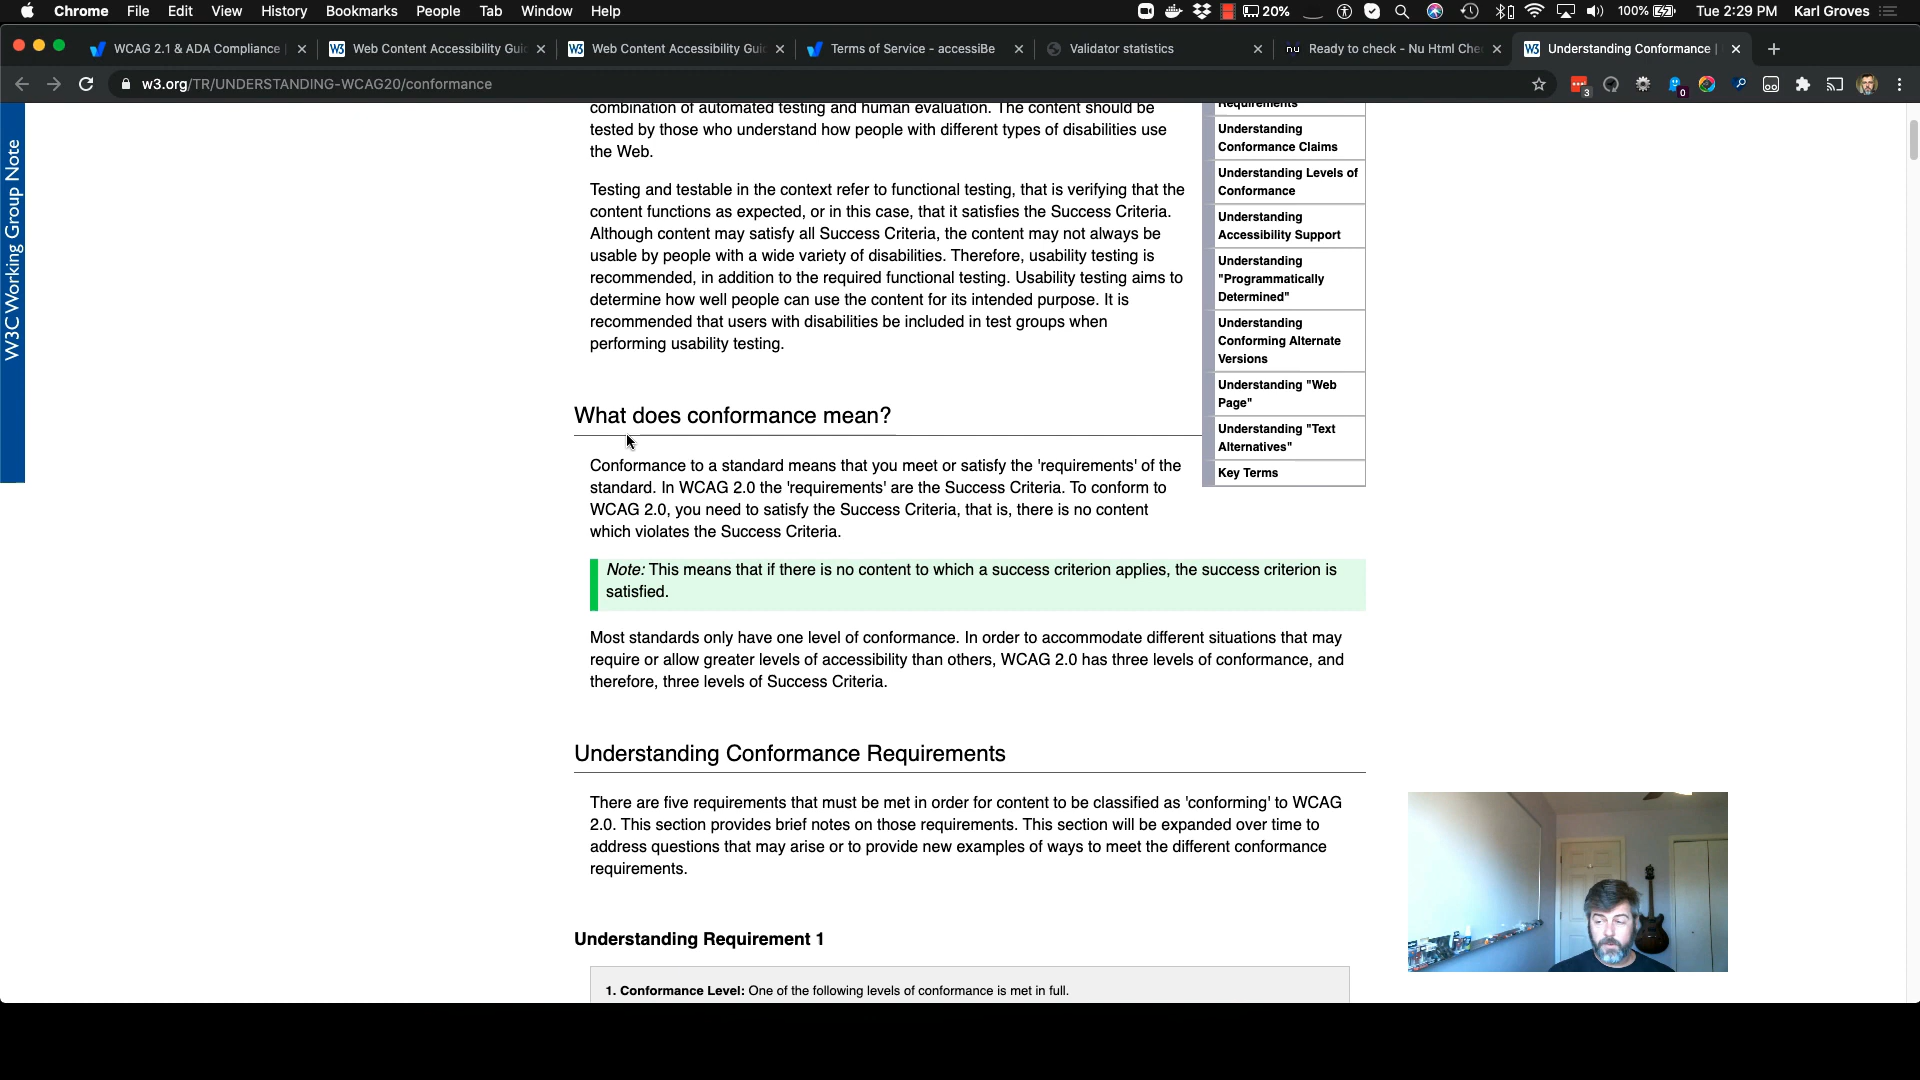 Chrome File Edit View History Bookmarks People Tab Window Help 20% 100% Tue 2:29 PM Karl Groves
WCAG 2.1 & ADA Compliance
Web Content Accessibility Gui
Web Content Accessibility Gui
Terms of Service - accessiBe
Validator statistics
nu Ready to check - Nu Html Che
Understanding Conformance |
w3.org/TR/UNDERSTANDING-WCAG20/conformance
3
0
W3C Working Group Note
combination of automated testing and human evaluation. The content should be
tested by those who understand how people with different types of disabilities use
the Web.
Testing and testable in the context refer to functional testing, that is verifying that the
content functions as expected, or in this case, that it satisfies the Success Criteria.
Although content may satisfy all Success Criteria, the content may not always be
usable by people with a wide variety of disabilities. Therefore, usability testing is
recommended, in addition to the required functional testing. Usability testing aims to
determine how well people can use the content for its intended purpose. It is
recommended that users with disabilities be included in test groups when
performing usability testing.
Requirements
Understanding
Conformance Claims
Understanding Levels of
Conformance
Understanding
Accessibility Support
Understanding
"Programmatically
Determined"
Understanding
Conforming Alternate
Versions
Understanding "Web
Page"
Understanding "Text
Alternatives"
Key Terms
What does conformance mean?
Conformance to a standard means that you meet or satisfy the 'requirements' of the
standard. In WCAG 2.0 the 'requirements' are the Success Criteria. To conform to
WCAG 2.0, you need to satisfy the Success Criteria, that is, there is no content
which violates the Success Criteria.
Note: This means that if there is no content to which a success criterion applies, the success criterion is
satisfied.
Most standards only have one level of conformance. In order to accommodate different situations that may
require or allow greater levels of accessibility than others, WCAG 2.0 has three levels of conformance, and
therefore, three levels of Success Criteria.
Understanding Conformance Requirements
There are five requirements that must be met in order for content to be classified as 'conforming' to WCAG
2.0. This section provides brief notes on those requirements. This section will be expanded over time to
address questions that may arise or to provide new examples of ways to meet the different conformance
requirements.
Understanding Requirement 1
1. Conformance Level: One of the following levels of conformance is met in full.